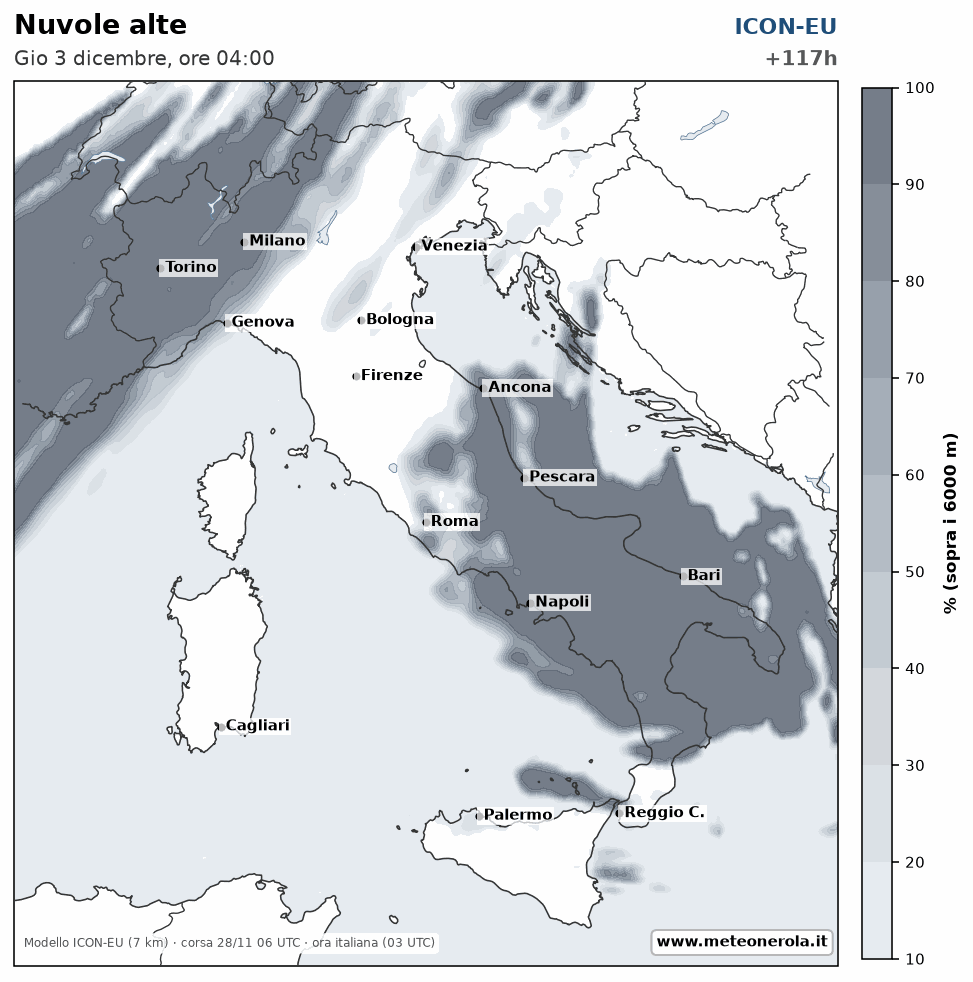 Nuvole alte
ICON-EU
Gio 3 dicembre, ore 04:00
+117h
100
90
80
70
60
50
40
30
20
10
% (sopra i 6000 m)
Milano
Venezia
Torino
Genova
Bologna
Firenze
Ancona
Pescara
Roma
Bari
Napoli
Cagliari
Palermo
Reggio C.
Modello ICON-EU (7 km) · corsa 28/11 06 UTC · ora italiana (03 UTC)
www.meteonerola.it